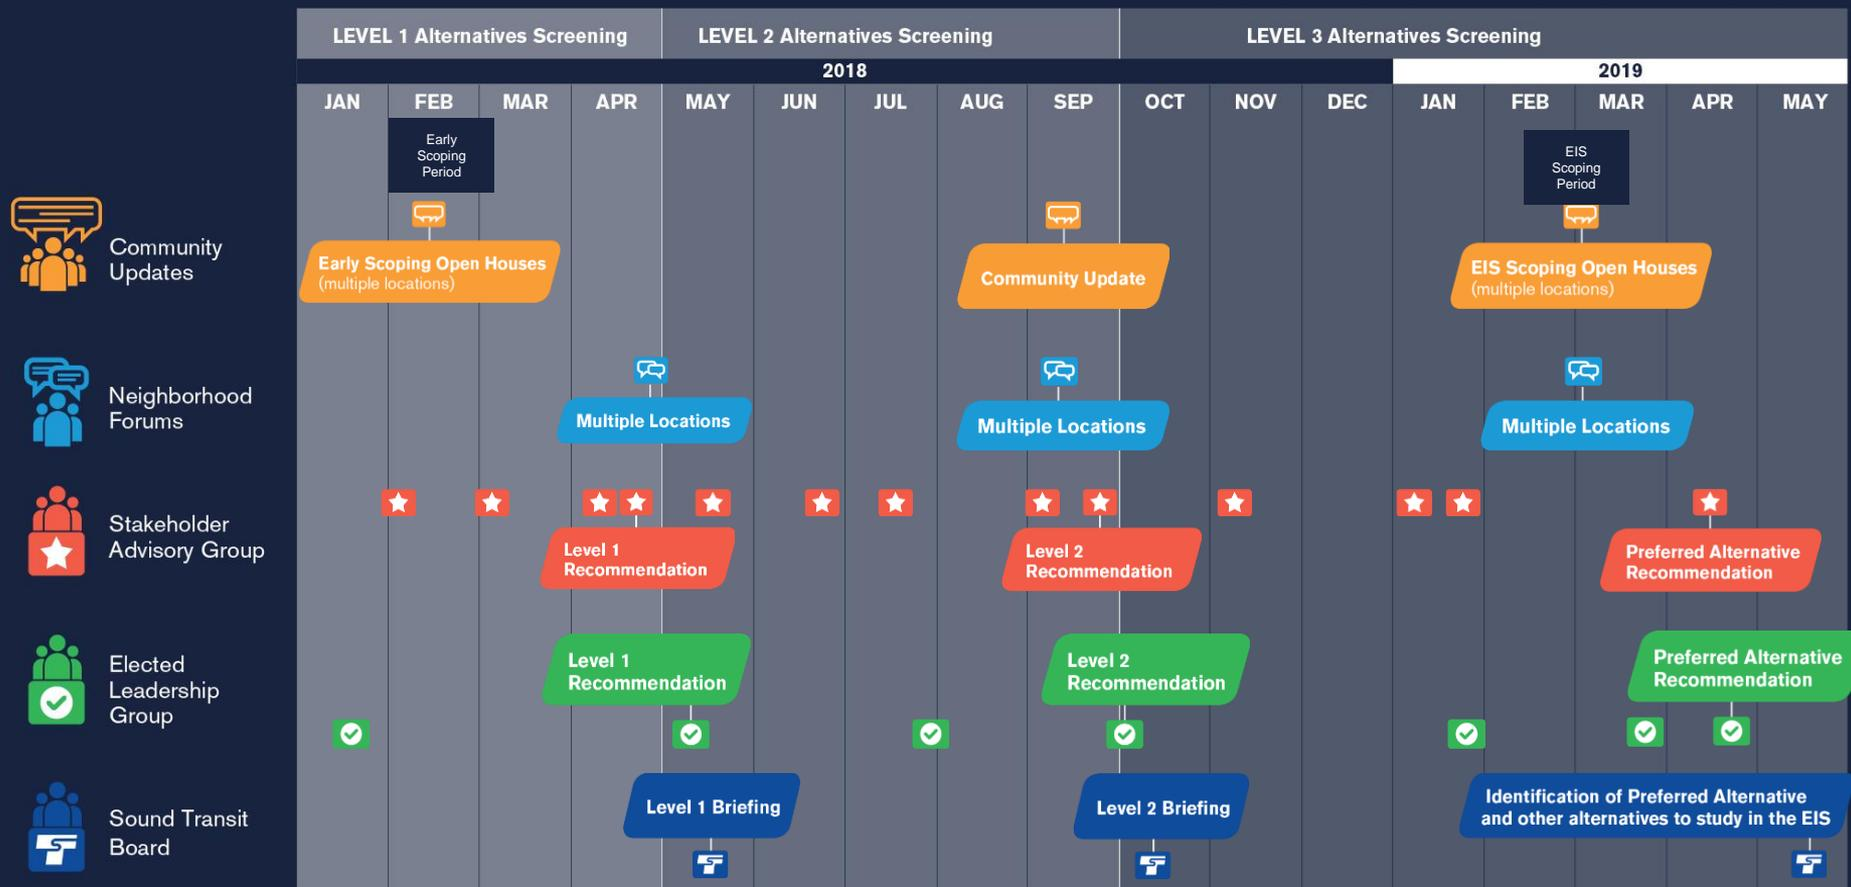 LEVEL 1 Alternatives Screening
LEVEL 2 Alternatives Screening
LEVEL 3 Alternatives Screening
2018
2019
JAN
FEB
MAR
APR
MAY
JUN
JUL
AUG
SEP
OCT
NOV
DEC
JAN
FEB
MAR
APR
MAY
Early
Scoping
Period
EIS
Scoping
Period
Community
Updates
Early Scoping Open Houses
(multiple locations)
Community Update
EIS Scoping Open Houses
(multiple locations)
Neighborhood
Forums
Multiple Locations
Multiple Locations
Multiple Locations
Stakeholder
Advisory Group
Level 1
Recommendation
Level 2
Recommendation
Preferred Alternative
Recommendation
Elected
Leadership
Group
Level 1
Recommendation
Level 2
Recommendation
Preferred Alternative
Recommendation
Sound Transit
Board
Level 1 Briefing
Level 2 Briefing
Identification of Preferred Alternative
and other alternatives to study in the EIS